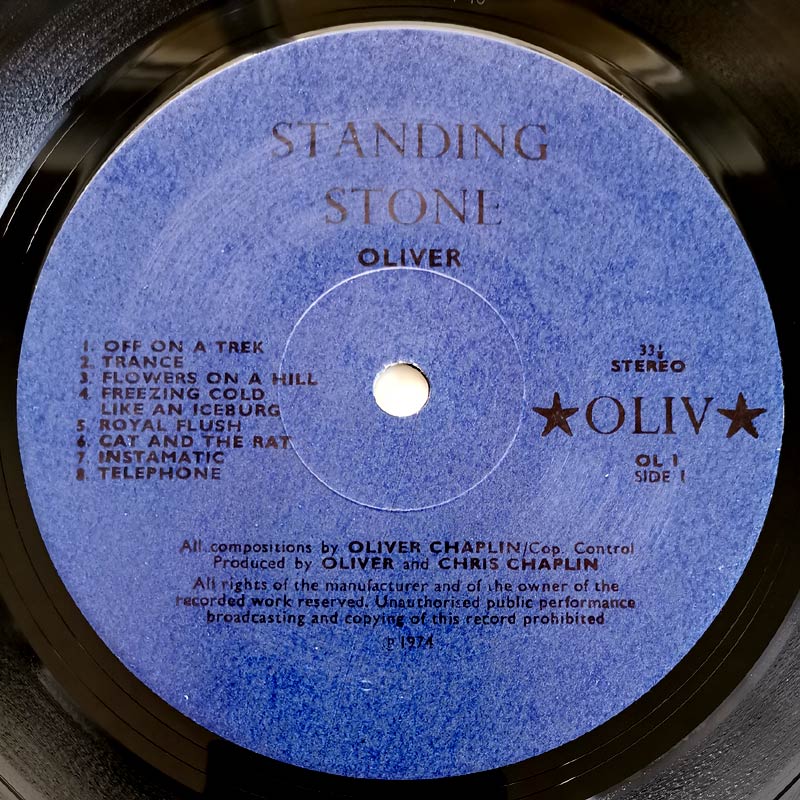 STANDING
STONE
OLIVER
1. OFF ON A TREK
2. TRANCE
3. FLOWERS ON A HILL
4. FREEZING COLD
LIKE AN ICEBURG
5. ROYAL FLUSH
6. CAT AND THE RAT
7. INSTAMATIC
8. TELEPHONE
33⅓
STEREO
★OLIV★
OL 1
SIDE 1
All compositions by OLIVER CHAPLIN/Cop. Control
Produced by OLIVER and CHRIS CHAPLIN
All rights of the manufacturer and of the owner of the
recorded work reserved. Unauthorised public performance
broadcasting and copying of this record prohibited
℗ 1974